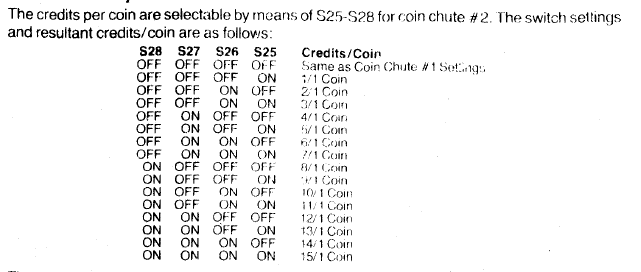 The credits per coin are selectable by means of S25-S28 for coin chute #2. The switch settings
and resultant credits/coin are as follows:
S28 S27 S26 S25 Credits/Coin
OFF OFF OFF OFF Same as Coin Chute #1 Settings
OFF OFF OFF ON 1/1 Coin
OFF OFF ON OFF 2/1 Coin
OFF OFF ON ON 3/1 Coin
OFF ON OFF OFF 4/1 Coin
OFF ON OFF ON 5/1 Coin
OFF ON ON OFF 6/1 Coin
OFF ON ON ON 7/1 Coin
ON OFF OFF OFF 8/1 Coin
ON OFF OFF ON 9/1 Coin
ON OFF ON OFF 10/1 Coin
ON OFF ON ON 11/1 Coin
ON ON OFF OFF 12/1 Coin
ON ON OFF ON 13/1 Coin
ON ON ON OFF 14/1 Coin
ON ON ON ON 15/1 Coin